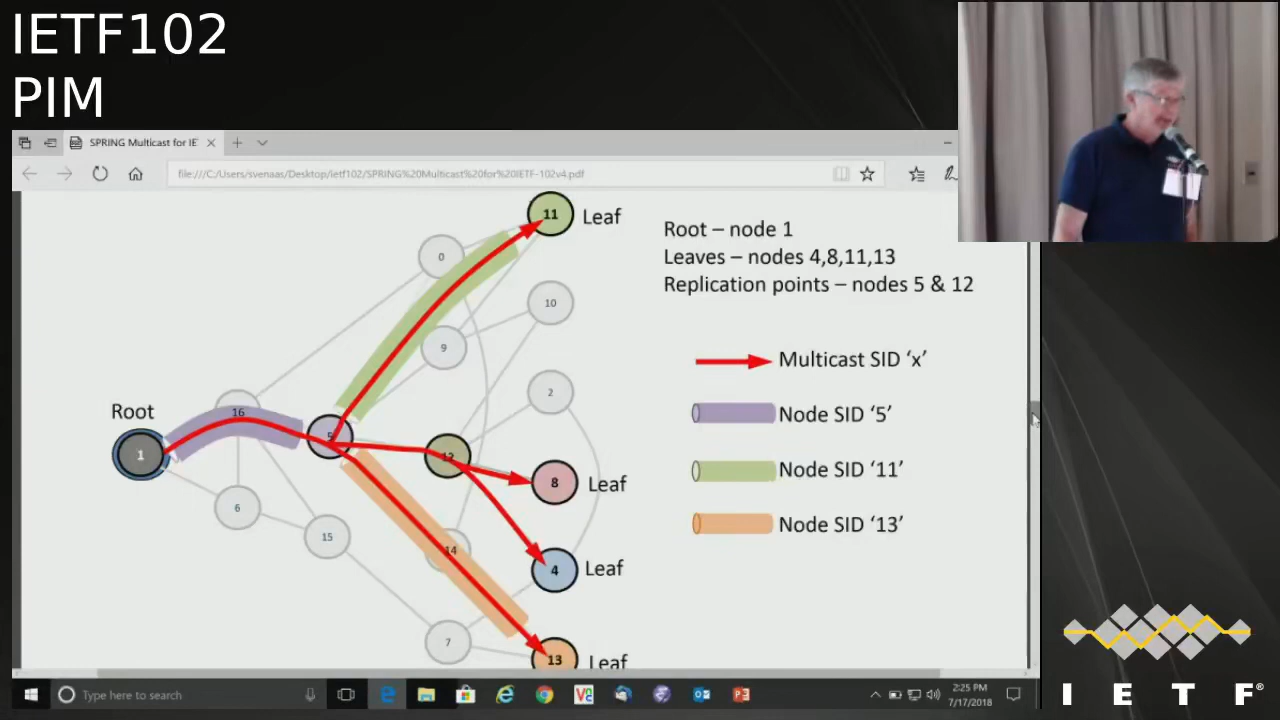 IETF102
PIM
SPRING Multicast for IE
file:///C:/Users/svenaas/Desktop/ietf102/SPRING%20Multicast%20for%20IETF-102v4.pdf
11
Leaf
0
10
9
2
Root
16
1
5
12
8
Leaf
6
15
14
4
Leaf
7
13
Leaf
Root – node 1
Leaves – nodes 4,8,11,13
Replication points – nodes 5 & 12
Multicast SID ‘x’
Node SID ‘5’
Node SID ‘11’
Node SID ‘13’
Type here to search
2:25 PM
7/17/2018
I E T F®